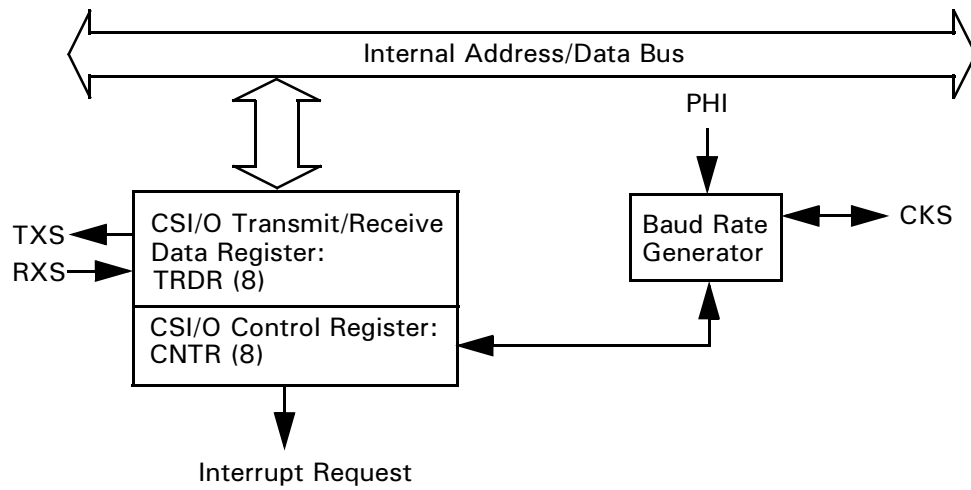 Internal Address/Data Bus
PHI
CSI/O Transmit/Receive
Data Register:
TRDR (8)
TXS
RXS
Baud Rate
Generator
CKS
CSI/O Control Register:
CNTR (8)
Interrupt Request